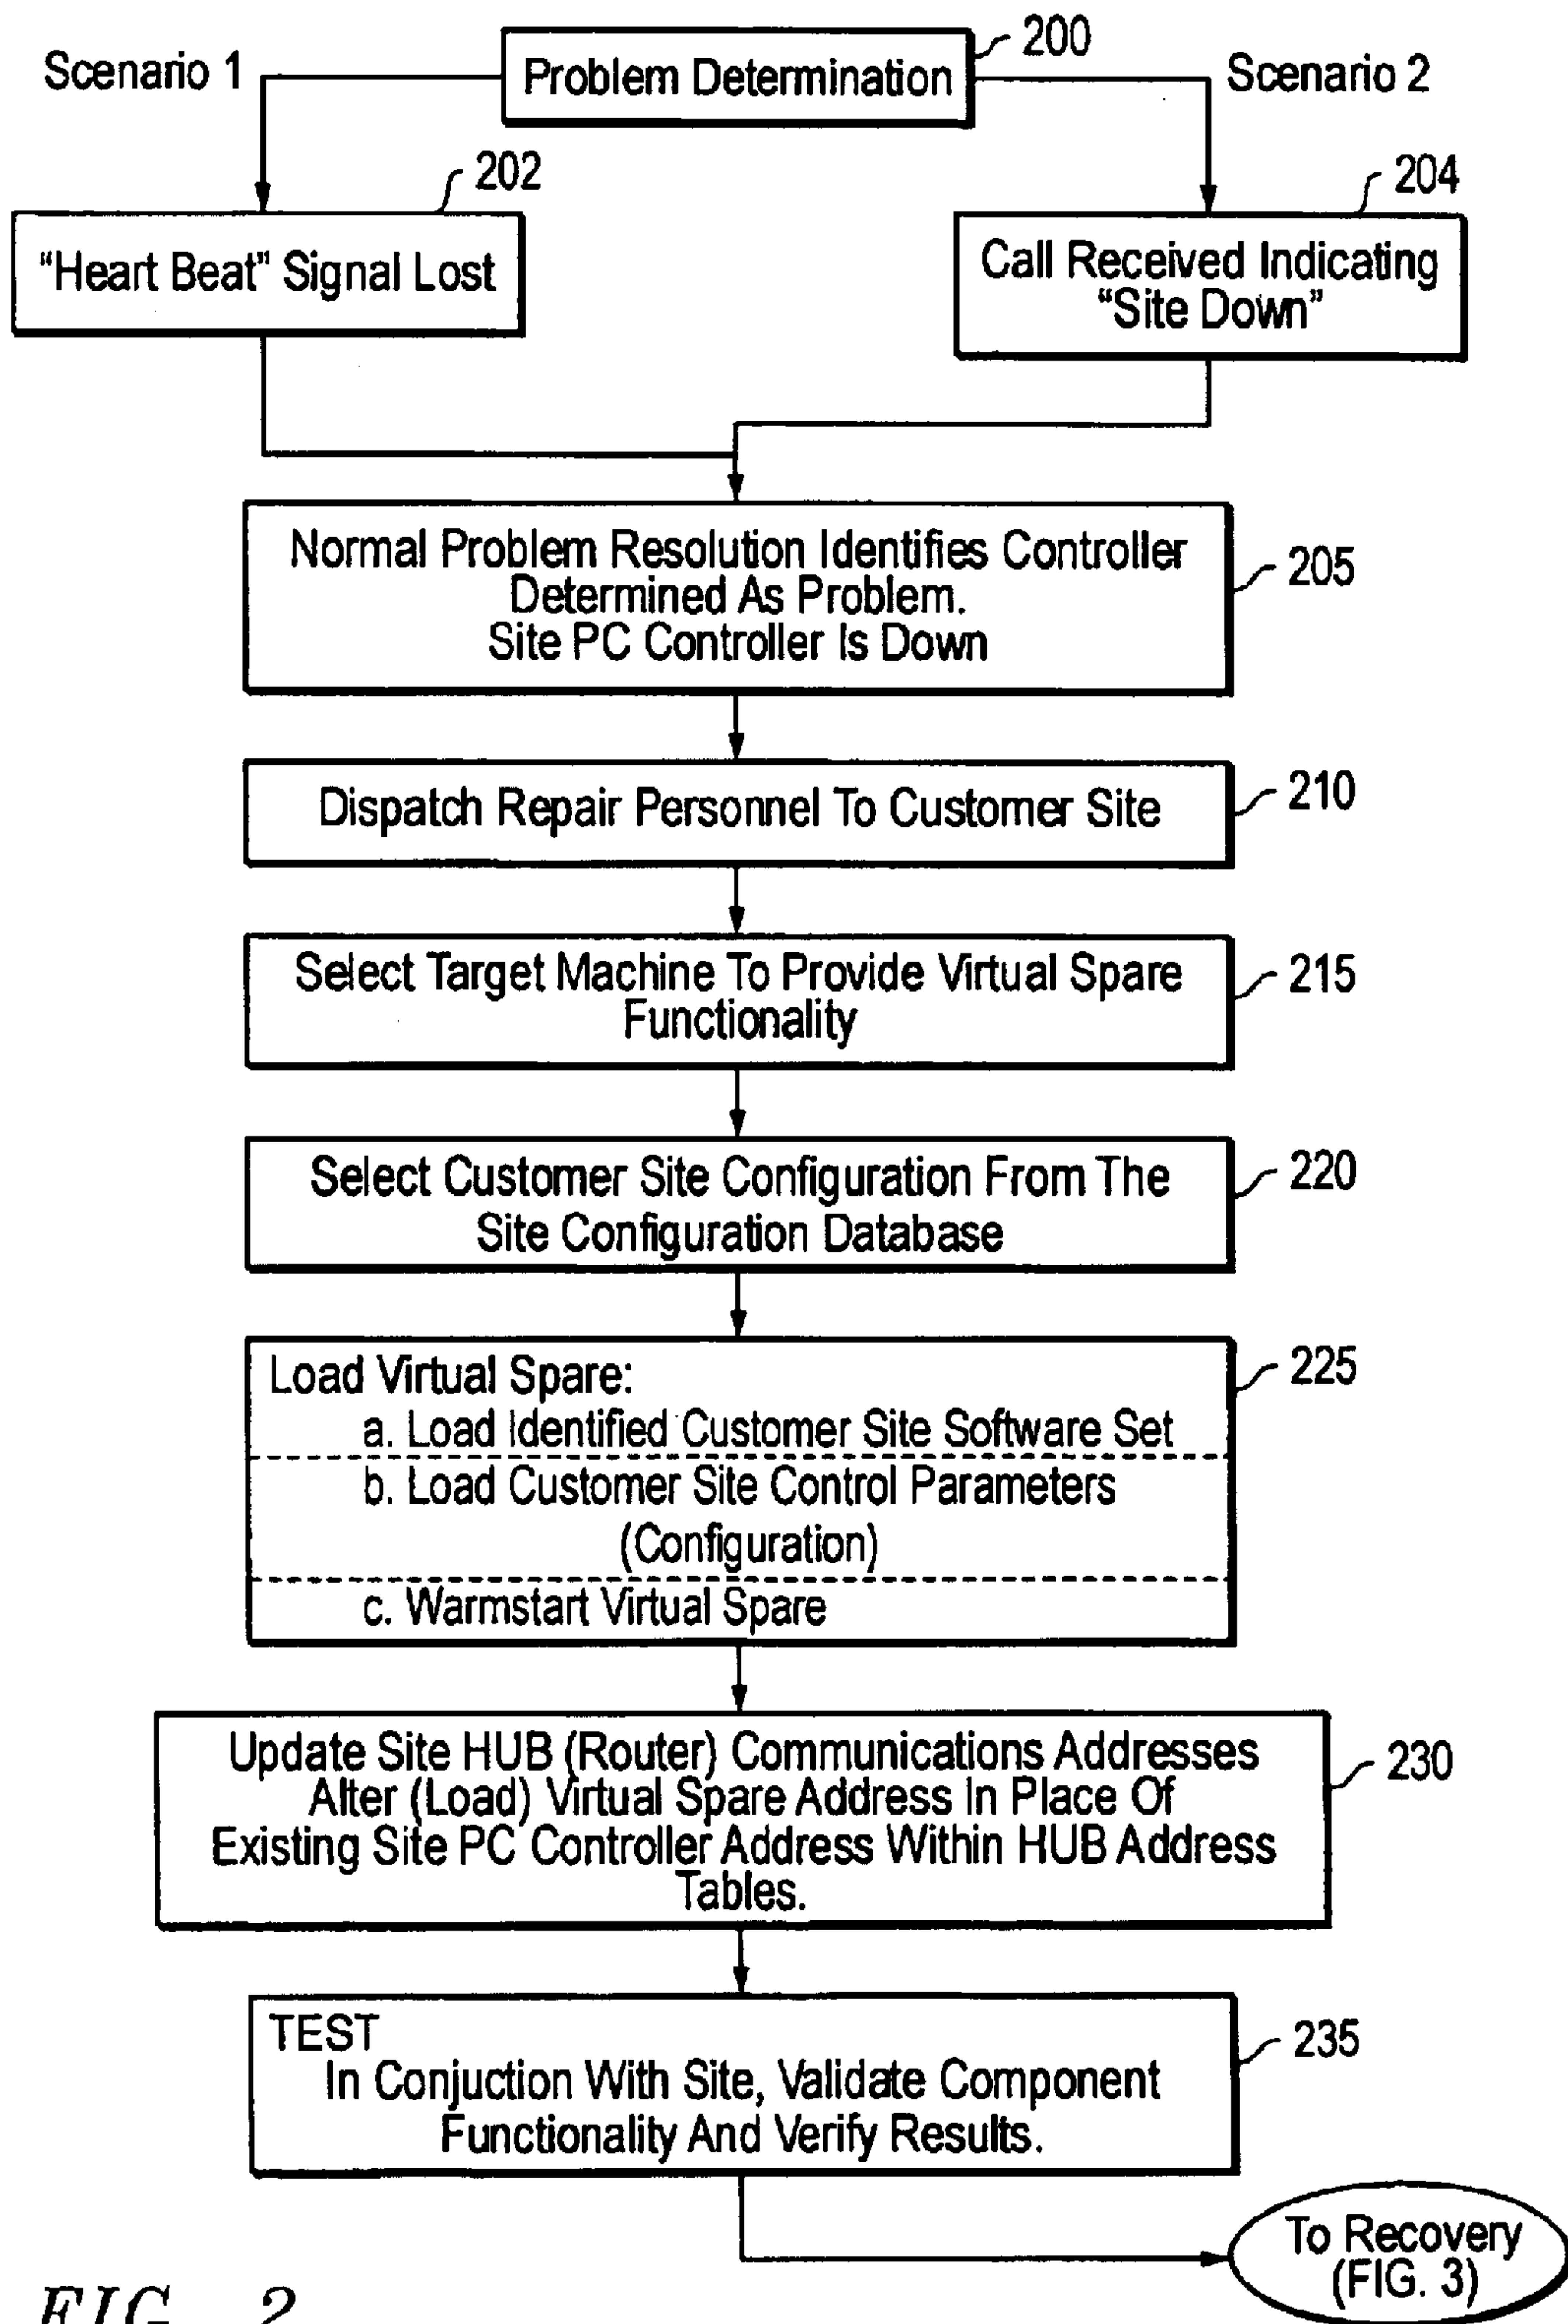 Scenario 1
Problem Determination
200
Scenario 2
202
"Heart Beat" Signal Lost
204
Call Received Indicating
"Site Down"
Normal Problem Resolution Identifies Controller
Determined As Problem.
Site PC Controller Is Down
205
Dispatch Repair Personnel To Customer Site
210
Select Target Machine To Provide Virtual Spare
Functionality
215
Select Customer Site Configuration From The
Site Configuration Database
220
Load Virtual Spare:
a. Load Identified Customer Site Software Set
b. Load Customer Site Control Parameters
(Configuration)
c. Warmstart Virtual Spare
225
Update Site HUB (Router) Communications Addresses
Alter (Load) Virtual Spare Address In Place Of
Existing Site PC Controller Address Within HUB Address
Tables.
230
TEST
In Conjuction With Site, Validate Component
Functionality And Verify Results.
235
To Recovery
(FIG. 3)
FIG. 2